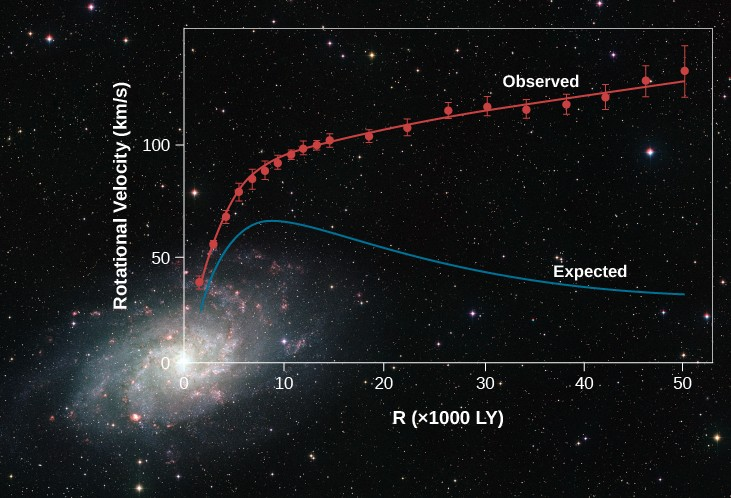 Rotational Velocity (km/s)
100
50
0
Observed
Expected
0 10 20 30 40 50
R (×1000 LY)